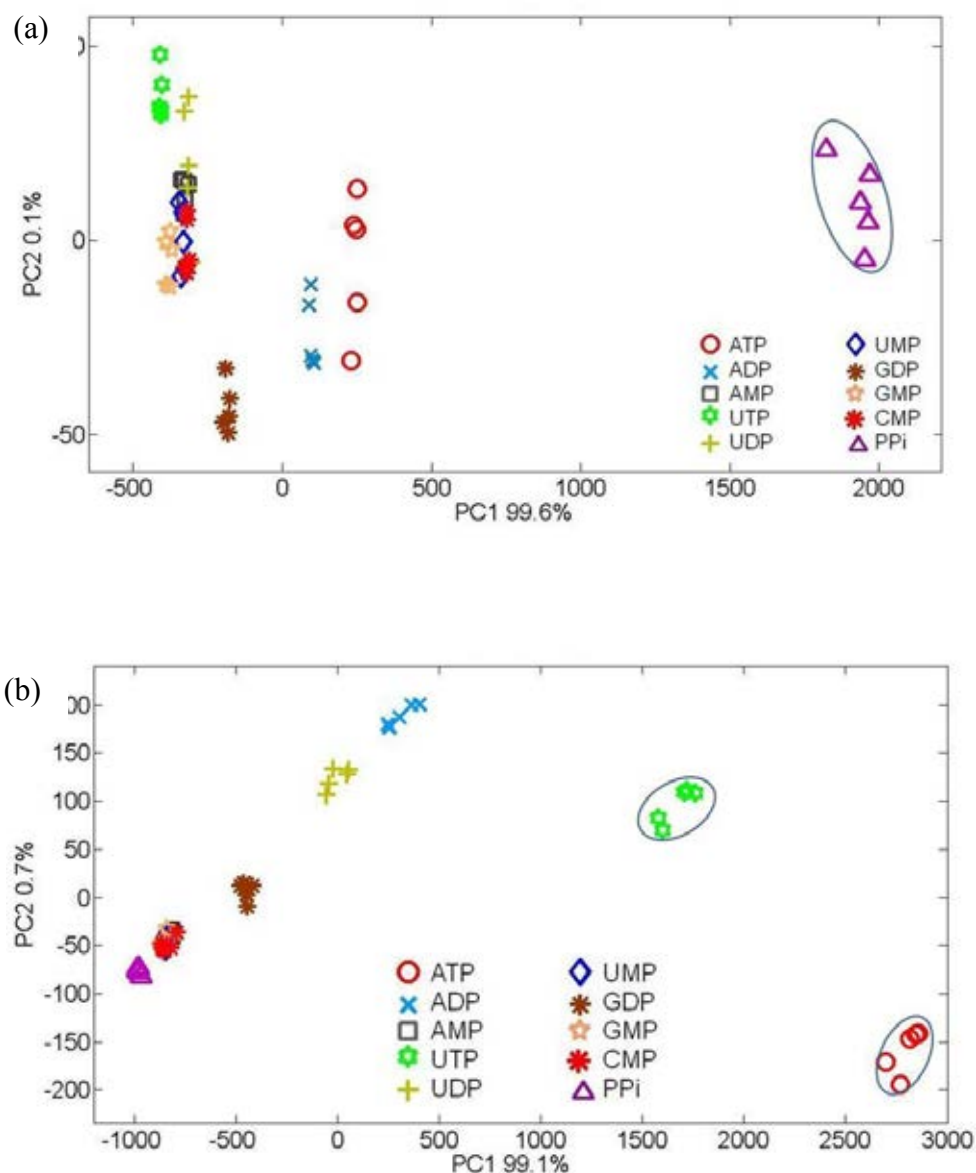 (a)
0
0
-50
PC2 0.1%
ATP UMP
ADP GDP
AMP GMP
UTP CMP
UDP PPi
-500 0 500 1000 1500 2000
PC1 99.6%
(b)
150
100
50
0
-50
-100
-150
-200
PC2 0.7%
ATP UMP
ADP GDP
AMP GMP
UTP CMP
UDP PPi
-1000 -500 0 500 1000 1500 2000 2500 3000
PC1 99.1%